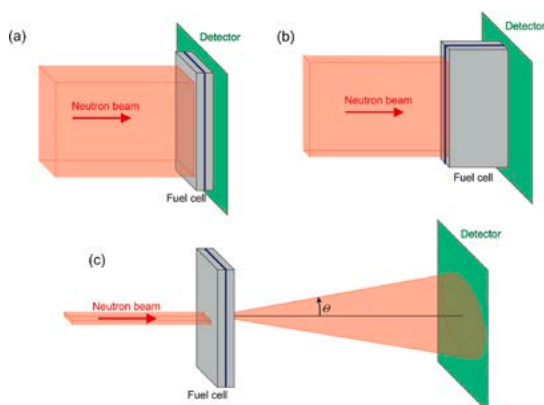 (a)
Detector
Neutron beam
Fuel cell
(b)
Detector
Neutron beam
Fuel cell
(c)
Detector
Neutron beam
Θ
Fuel cell